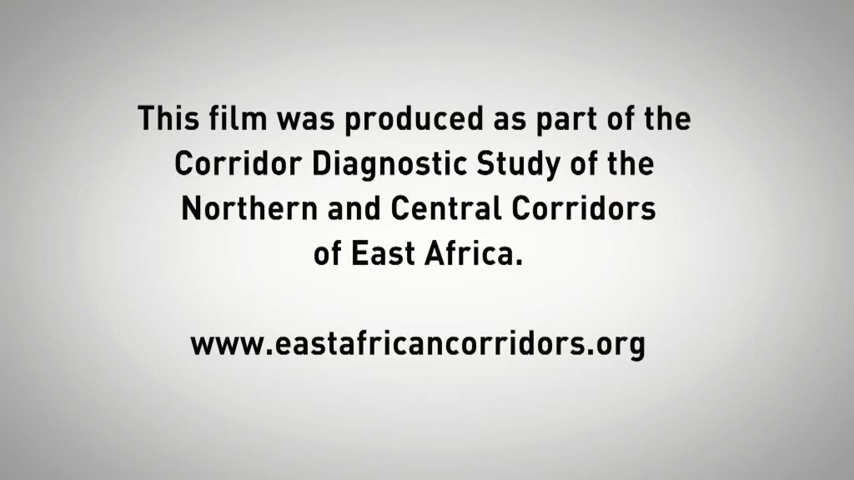 This film was produced as part of the
Corridor Diagnostic Study of the
Northern and Central Corridors
of East Africa.
www.eastafricancorridors.org